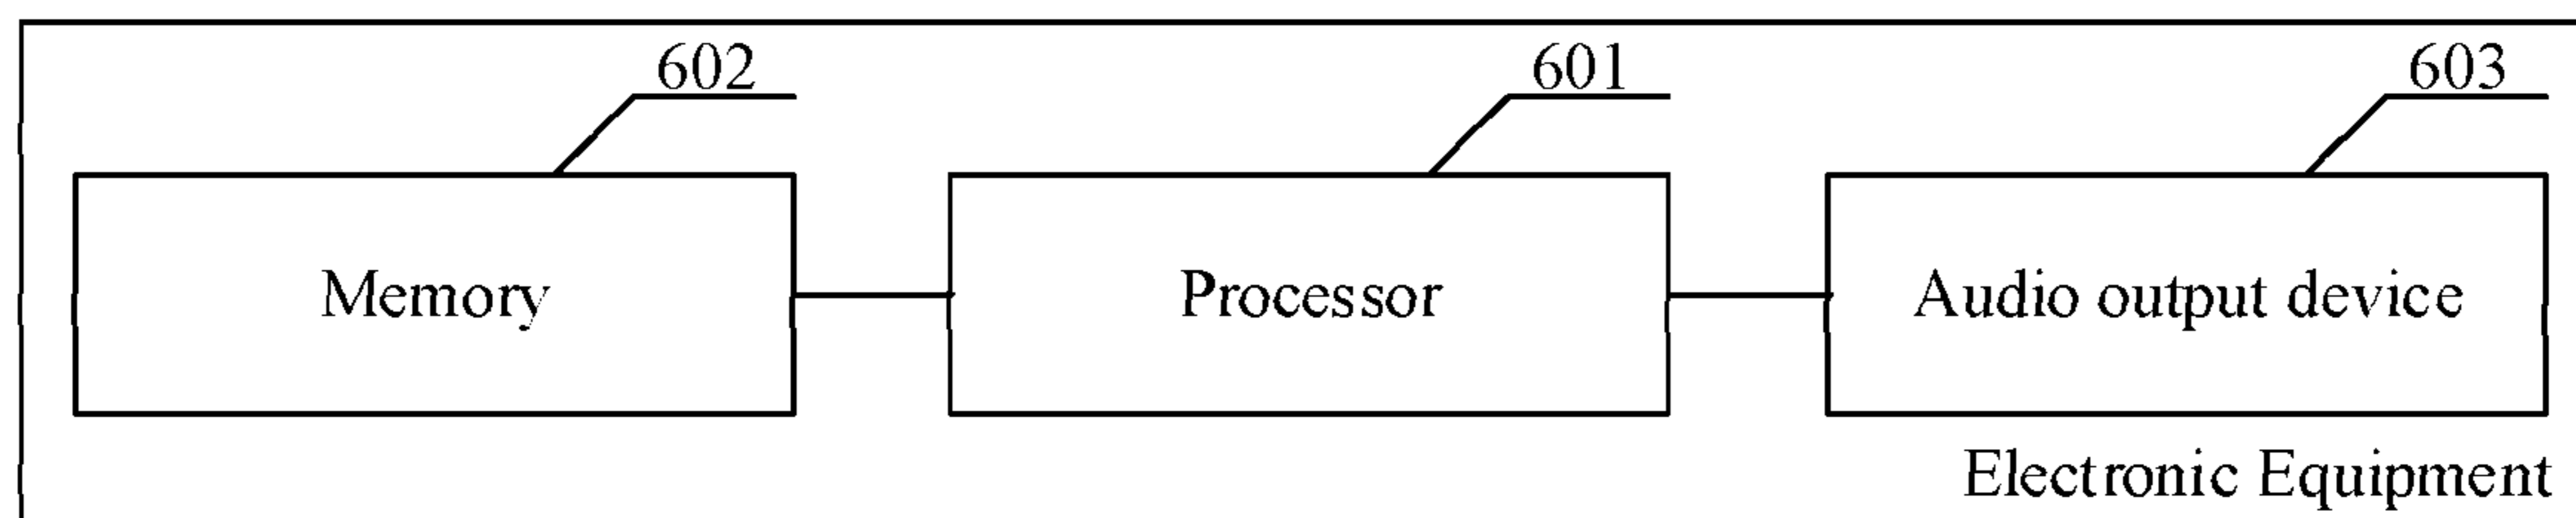 602
601
603
Memory
Processor
Audio output device
Electronic Equipment